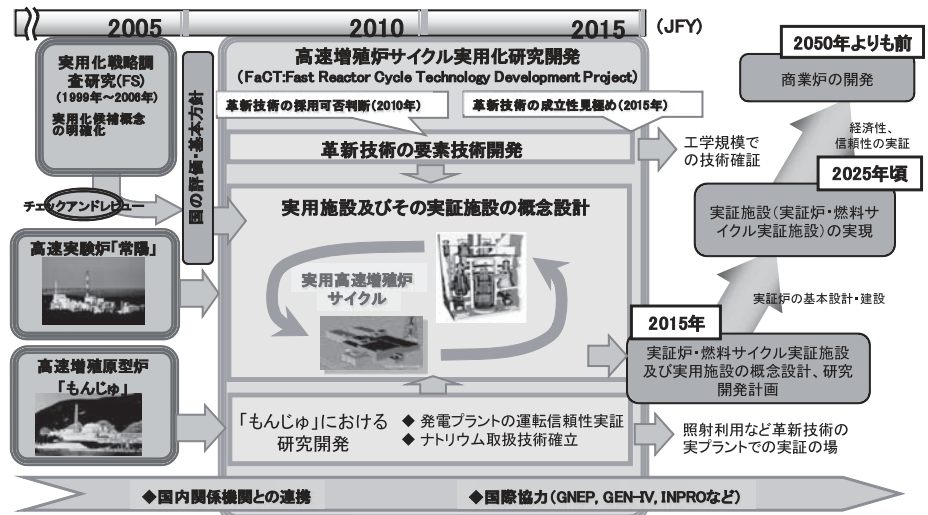 2005
2010
2015
(JFY)
実用化戦略調
査研究(FS)
(1999年～2006年)
実用化候補概念
の明確化
チェックアンドレビュー
国の評価・基本方針
高速実験炉「常陽」
高速増殖原型炉
「もんじゅ」
高速増殖炉サイクル実用化研究開発
(FaCT:Fast Reactor Cycle Technology Development Project)
革新技術の採用可否判断(2010年)
革新技術の成立性見極め(2015年)
革新技術の要素技術開発
実用施設及びその実証施設の概念設計
実用高速増殖炉
サイクル
「もんじゅ」における
研究開発
◆ 発電プラントの運転信頼性実証
◆ ナトリウム取扱技術確立
工学規模で
の技術確証
2050年よりも前
商業炉の開発
経済性、
信頼性の実証
2025年頃
実証施設(実証炉・燃料サ
イクル実証施設)の実現
実証炉の基本設計・建設
2015年
実証炉・燃料サイクル実証施設
及び実用施設の概念設計、研究
開発計画
照射利用など革新技術の
実プラントでの実証の場
◆国内関係機関との連携
◆国際協力(GNEP, GEN-IV, INPROなど)